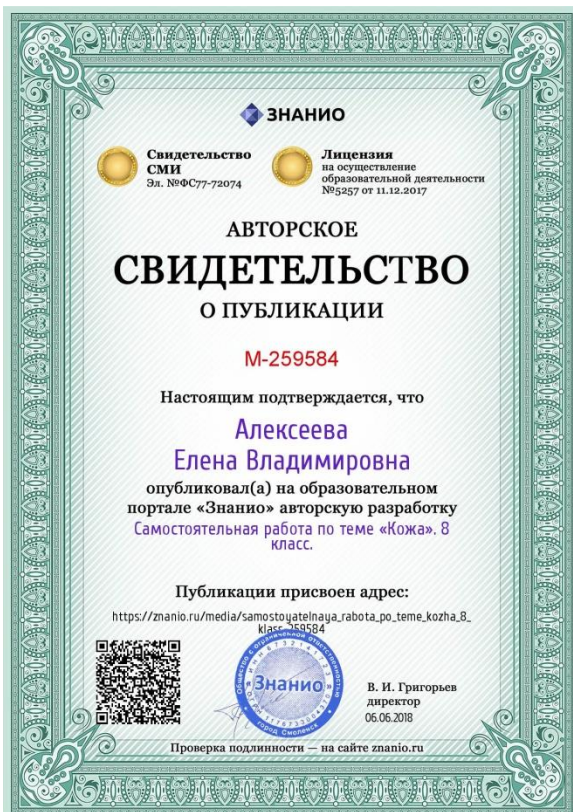 ЗНАНИО
Свидетельство
СМИ
Эл. №ФС77-72074
Лицензия
на осуществление
образовательной деятельности
№5257 от 11.12.2017
АВТОРСКОЕ
СВИДЕТЕЛЬСТВО
О ПУБЛИКАЦИИ
М-259584
Настоящим подтверждается, что
Алексеева
Елена Владимировна
опубликовал(а) на образовательном
портале «Знанио» авторскую разработку
Самостоятельная работа по теме «Кожа». 8
класс.
Публикации присвоен адрес:
https://znanio.ru/media/samostoyatelnaya_rabota_po_teme_kozha_8_
klass-259584
Общество с ограниченной ответственностью
Знанио
город Смоленск
В. И. Григорьев
директор
06.06.2018
Проверка подлинности — на сайте znanio.ru